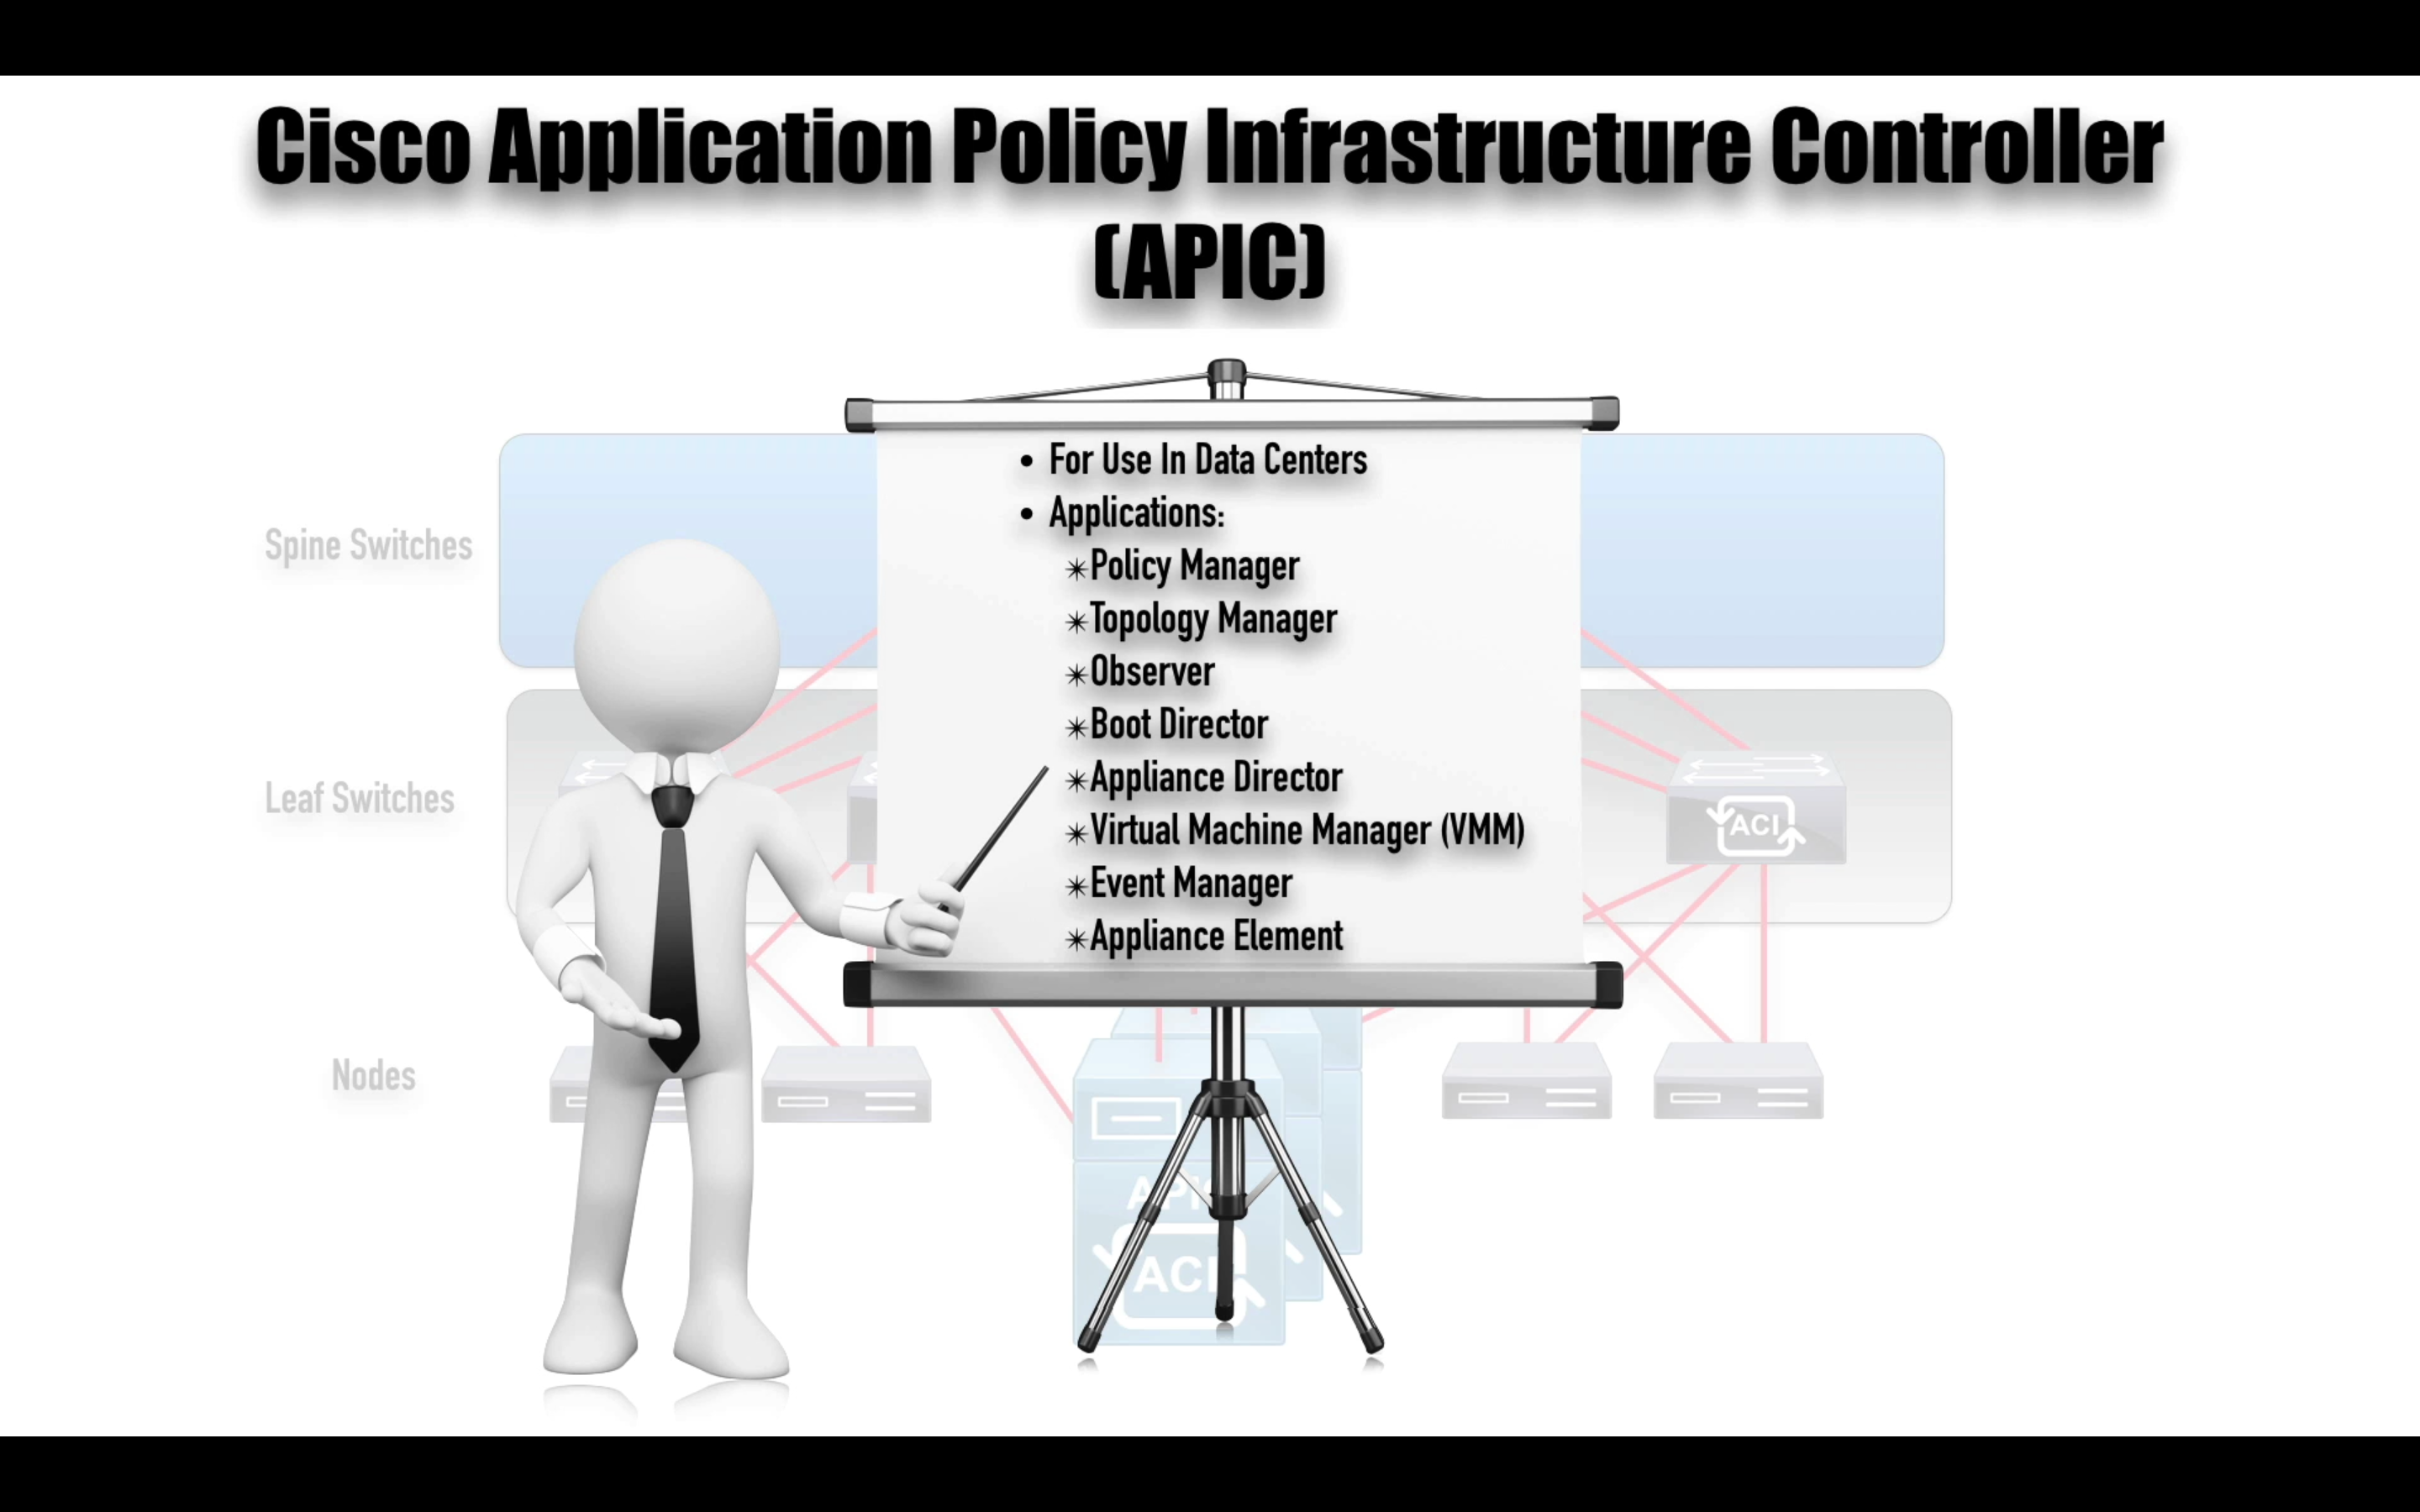 Cisco Application Policy Infrastructure Controller
(APIC)
• For Use In Data Centers
• Applications:
✴Policy Manager
✴Topology Manager
✴Observer
✴Boot Director
✴Appliance Director
✴Virtual Machine Manager (VMM)
✴Event Manager
✴Appliance Element
Spine Switches
Leaf Switches
ACI
Nodes
APIC
ACI